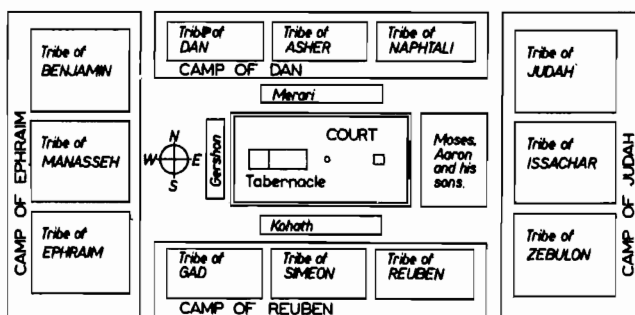 CAMP OF EPHRAIM
Tribe of
BENJAMIN
Tribe of
MANASSEH
Tribe of
EPHRAIM
Tribe of
DAN
Tribe of
ASHER
Tribe of
NAPHTALI
CAMP OF DAN
Merari
N
W
E
S
Gershon
COURT
Tabernacle
Moses,
Aaron
and his
sons.
Kohath
Tribe of
GAD
Tribe of
SIMEON
Tribe of
REUBEN
CAMP OF REUBEN
Tribe of
JUDAH
Tribe of
ISSACHAR
Tribe of
ZEBULON
CAMP OF JUDAH